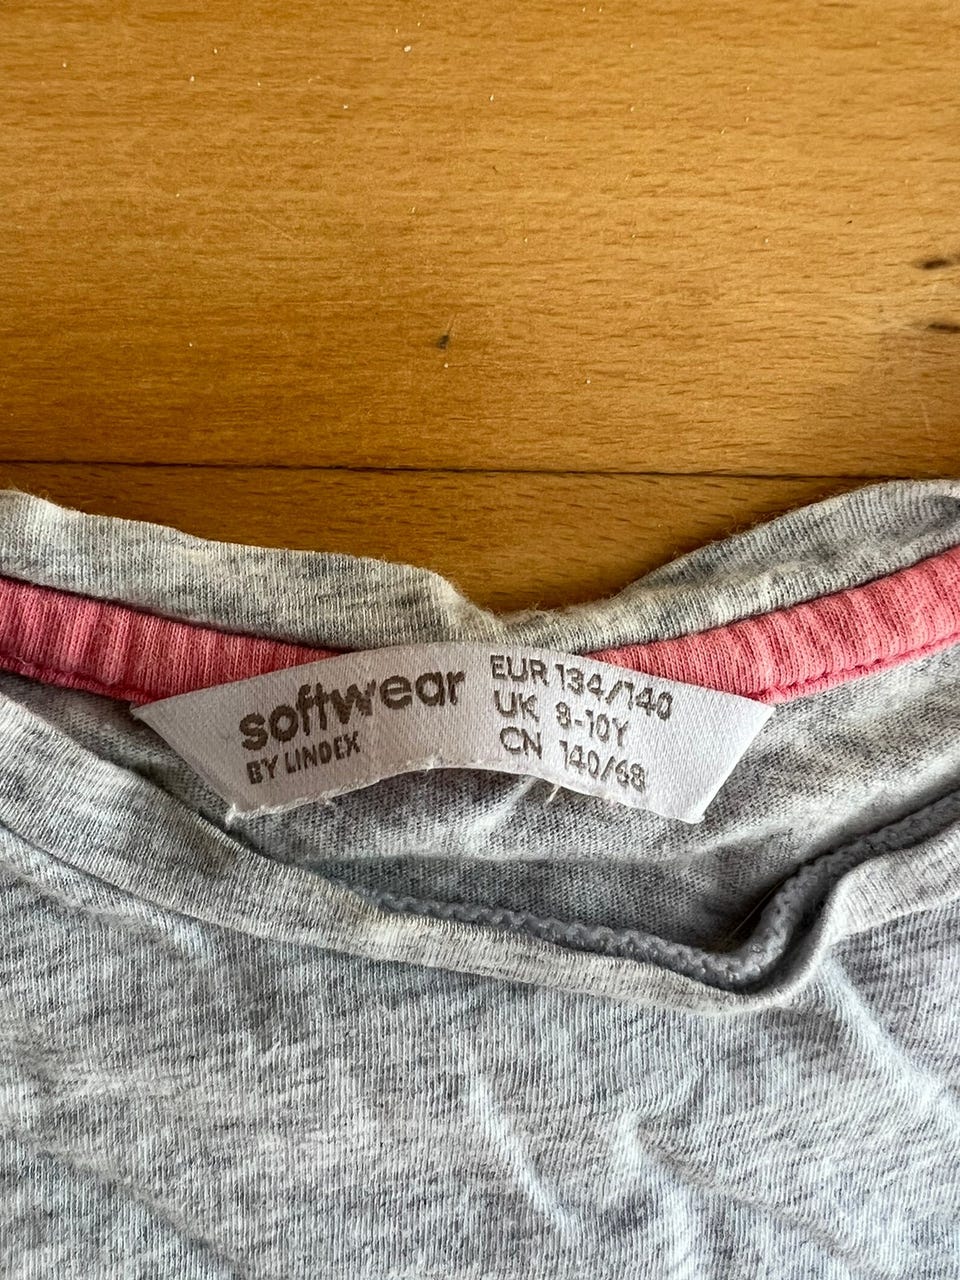 softwear
BY LINDEX
EUR 134/140
UK 8-10Y
CN 140/68